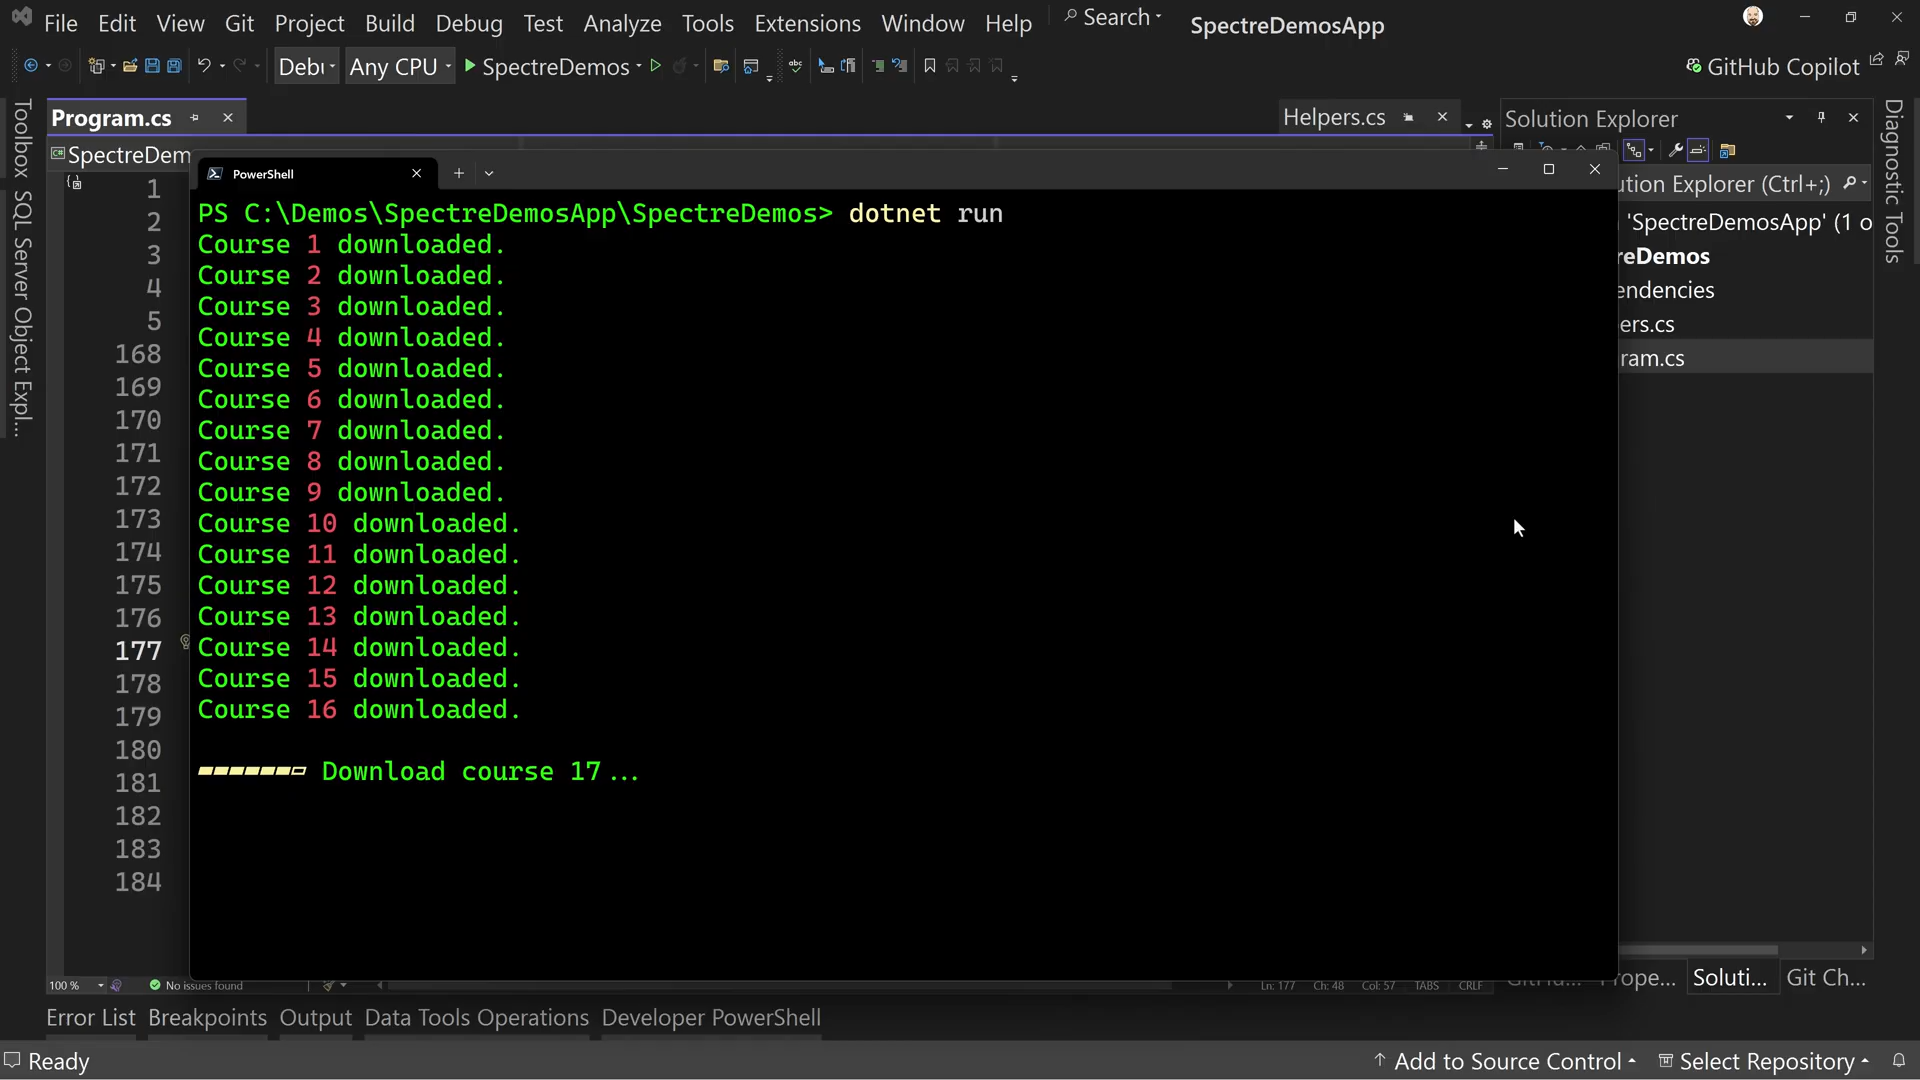 File Edit View Git Project Build Debug Test Analyze Tools Extensions Window Help Search SpectreDemosApp
Debu Any CPU SpectreDemos GitHub Copilot
Program.cs Helpers.cs Solution Explorer
SpectreDem
PowerShell
ution Explorer (Ctrl+;)
'SpectreDemosApp' (1 o
reDemos
endencies
ers.cs
ram.cs
Toolbox
SQL Server Object Expl...
Diagnostic Tools
1
2
3
4
5
168
169
170
171
172
173
174
175
176
177
178
179
180
181
182
183
184
PS C:\Demos\SpectreDemosApp\SpectreDemos> dotnet run
Course 1 downloaded.
Course 2 downloaded.
Course 3 downloaded.
Course 4 downloaded.
Course 5 downloaded.
Course 6 downloaded.
Course 7 downloaded.
Course 8 downloaded.
Course 9 downloaded.
Course 10 downloaded.
Course 11 downloaded.
Course 12 downloaded.
Course 13 downloaded.
Course 14 downloaded.
Course 15 downloaded.
Course 16 downloaded.
Download course 17...
100 % No issues found Ln: 177 Ch: 48 Col: 57 TABS CRLF
Soluti... Git Ch...
Error List Breakpoints Output Data Tools Operations Developer PowerShell
Ready Add to Source Control Select Repository